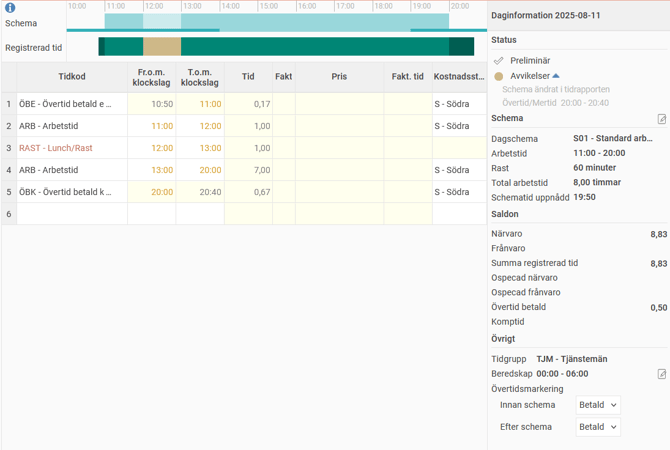 10:00 11:00 12:00 13:00 14:00 15:00 16:00 17:00 18:00 19:00 20:00
Schema
Registrerad tid
Tidkod Fr.o.m. klockslag T.o.m. klockslag Tid Fakt Pris Fakt. tid Kostnadsst...
1 ÖBE - Övertid betald e ... 10:50 11:00 0,17 S - Södra
2 ARB - Arbetstid 11:00 12:00 1,00 S - Södra
3 RAST - Lunch/Rast 12:00 13:00 1,00
4 ARB - Arbetstid 13:00 20:00 7,00 S - Södra
5 ÖBK - Övertid betald k ... 20:00 20:40 0,67 S - Södra
6
Daginformation 2025-08-11
Status
Preliminär
Avvikelser
Schema ändrat i tidrapporten
Övertid/Mertid 20:00 - 20:40
Schema
Dagschema S01 - Standard arb...
Arbetstid 11:00 - 20:00
Rast 60 minuter
Total arbetstid 8,00 timmar
Schematid uppnådd 19:50
Saldon
Närvaro 8,83
Frånvaro
Summa registrerad tid 8,83
Ospecad närvaro
Ospecad frånvaro
Övertid betald 0,50
Komptid
Övrigt
Tidgrupp TJM - Tjänstemän
Beredskap 00:00 - 06:00
Övertidsmarkering
Innan schema Betald
Efter schema Betald